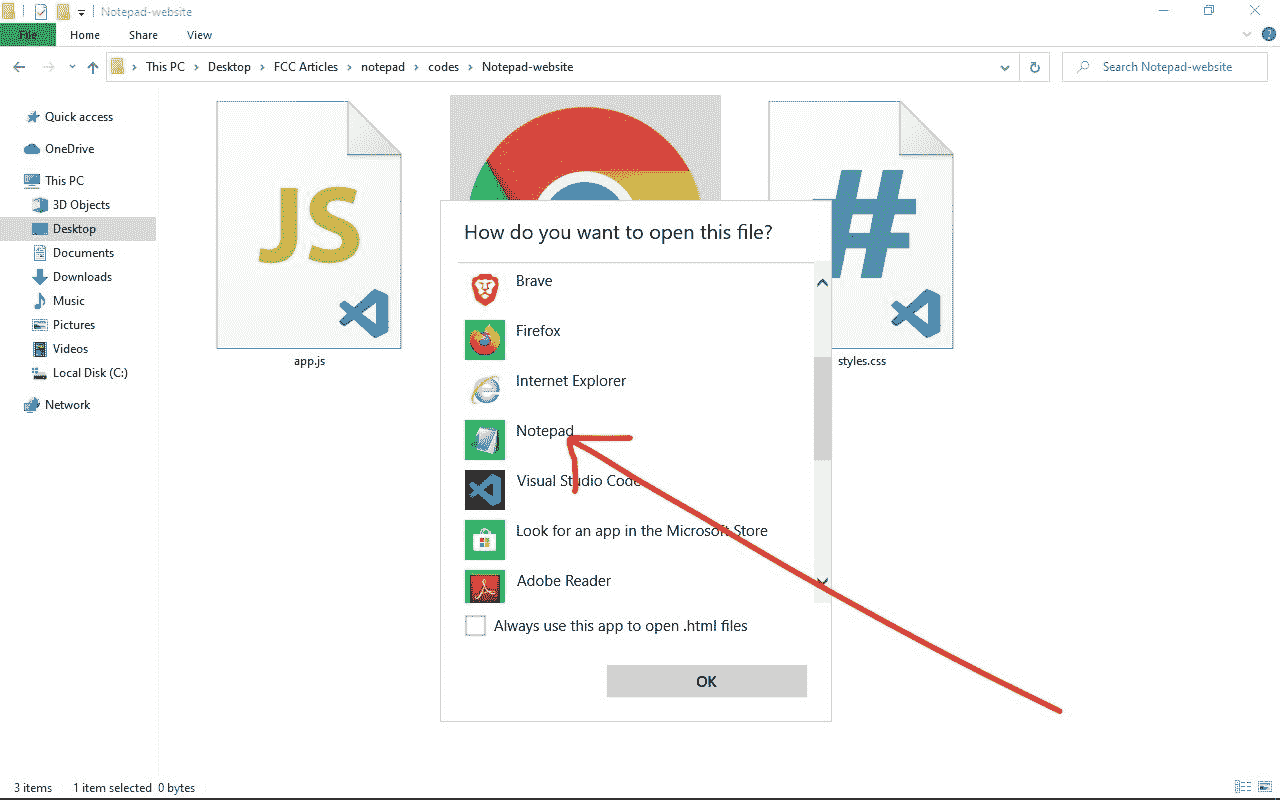 Notepad-website
File Home Share View
This PC Desktop FCC Articles notepad codes Notepad-website
Search Notepad-website
Quick access
OneDrive
This PC
3D Objects
Desktop
Documents
Downloads
Music
Pictures
Videos
Local Disk (C:)
Network
JS
app.js
#
styles.css
How do you want to open this file?
Brave
Firefox
Internet Explorer
Notepad
Visual Studio Code
Look for an app in the Microsoft Store
Adobe Reader
Always use this app to open .html files
OK
3 items 1 item selected 0 bytes